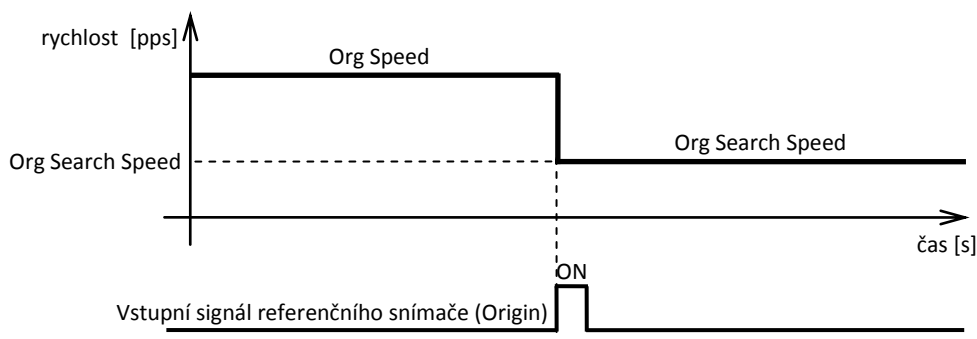 rychlost [pps]
Org Speed
Org Search Speed
Org Search Speed
čas [s]
ON
Vstupní signál referenčního snímače (Origin)